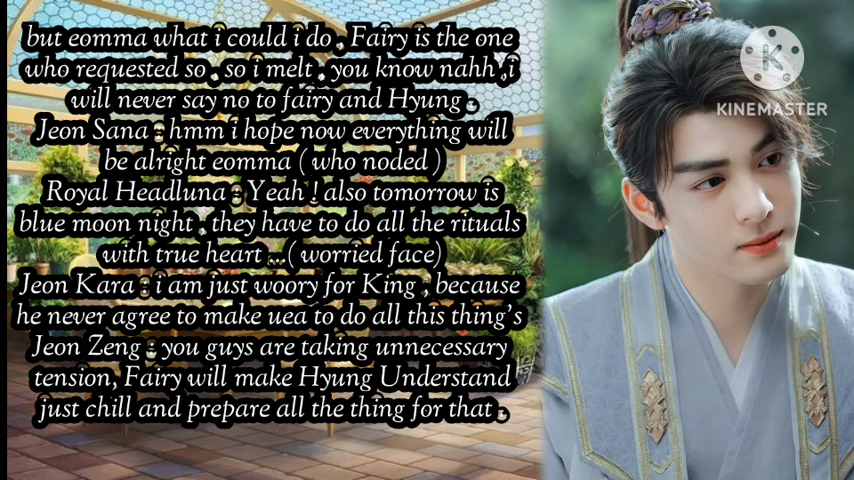 but eomma what i could i do , Fairy is the one
who requested so , so i melt , you know nahh ,i
will never say no to fairy and Hyung .
Jeon Sana : hmm i hope now everything will
be alright eomma ( who noded )
Royal Headluna : Yeah ! also tomorrow is
blue moon night , they have to do all the rituals
with true heart ...( worried face)
Jeon Kara : i am just woory for King , because
he never agree to make uea to do all this thing's
Jeon Zeng : you guys are taking unnecessary
tension, Fairy will make Hyung Understand
just chill and prepare all the thing for that .
K
KINEMASTER